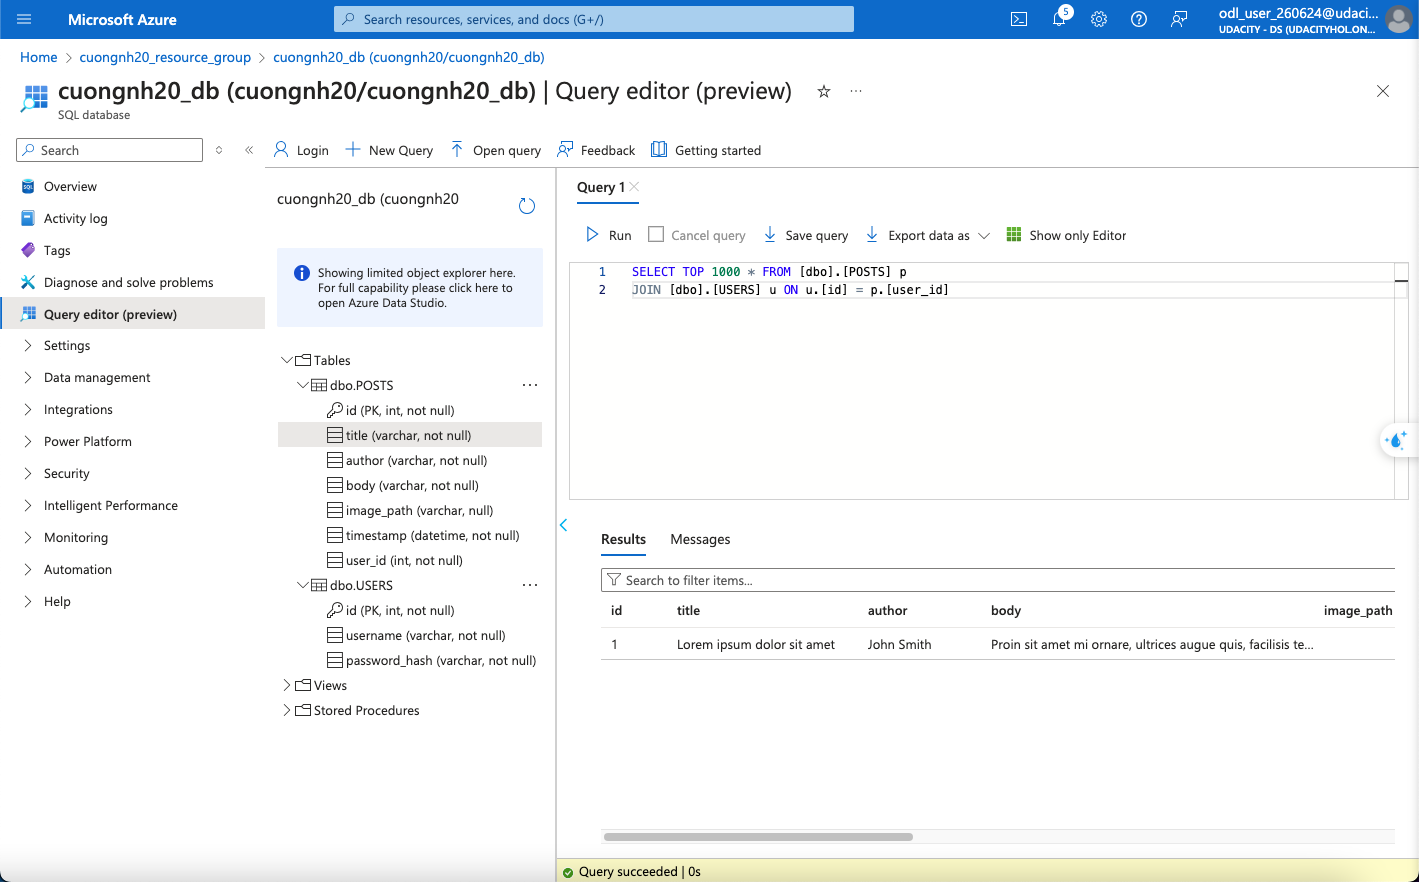 Microsoft Azure
Search resources, services, and docs (G+/)
5
odl_user_260624@udaci...
UDACITY - DS (UDACITYHOL.ON...
Home > cuongnh20_resource_group > cuongnh20_db (cuongnh20/cuongnh20_db)
cuongnh20_db (cuongnh20/cuongnh20_db) | Query editor (preview)
SQL database
Search
Overview
Activity log
Tags
Diagnose and solve problems
Query editor (preview)
Settings
Data management
Integrations
Power Platform
Security
Intelligent Performance
Monitoring
Automation
Help
Login
New Query
Open query
Feedback
Getting started
cuongnh20_db (cuongnh20
Showing limited object explorer here.
For full capability please click here to
open Azure Data Studio.
Tables
dbo.POSTS
id (PK, int, not null)
title (varchar, not null)
author (varchar, not null)
body (varchar, not null)
image_path (varchar, null)
timestamp (datetime, not null)
user_id (int, not null)
dbo.USERS
id (PK, int, not null)
username (varchar, not null)
password_hash (varchar, not null)
Views
Stored Procedures
Query 1
Run
Cancel query
Save query
Export data as
Show only Editor
1 SELECT TOP 1000 * FROM [dbo].[POSTS] p
2 JOIN [dbo].[USERS] u ON u.[id] = p.[user_id]
Results Messages
Search to filter items...
id title author body image_path
1 Lorem ipsum dolor sit amet John Smith Proin sit amet mi ornare, ultrices augue quis, facilisis te...
Query succeeded | 0s